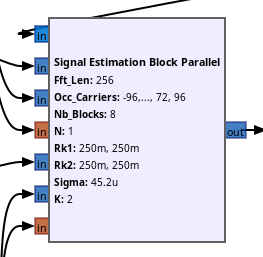 in
Signal Estimation Block Parallel
in
Fft_Len: 256
in
Occ_Carriers: -96,..., 72, 96
Nb_Blocks: 8
in
N: 1
out
Rk1: 250m, 250m
in
Rk2: 250m, 250m
Sigma: 45.2u
in
K: 2
in